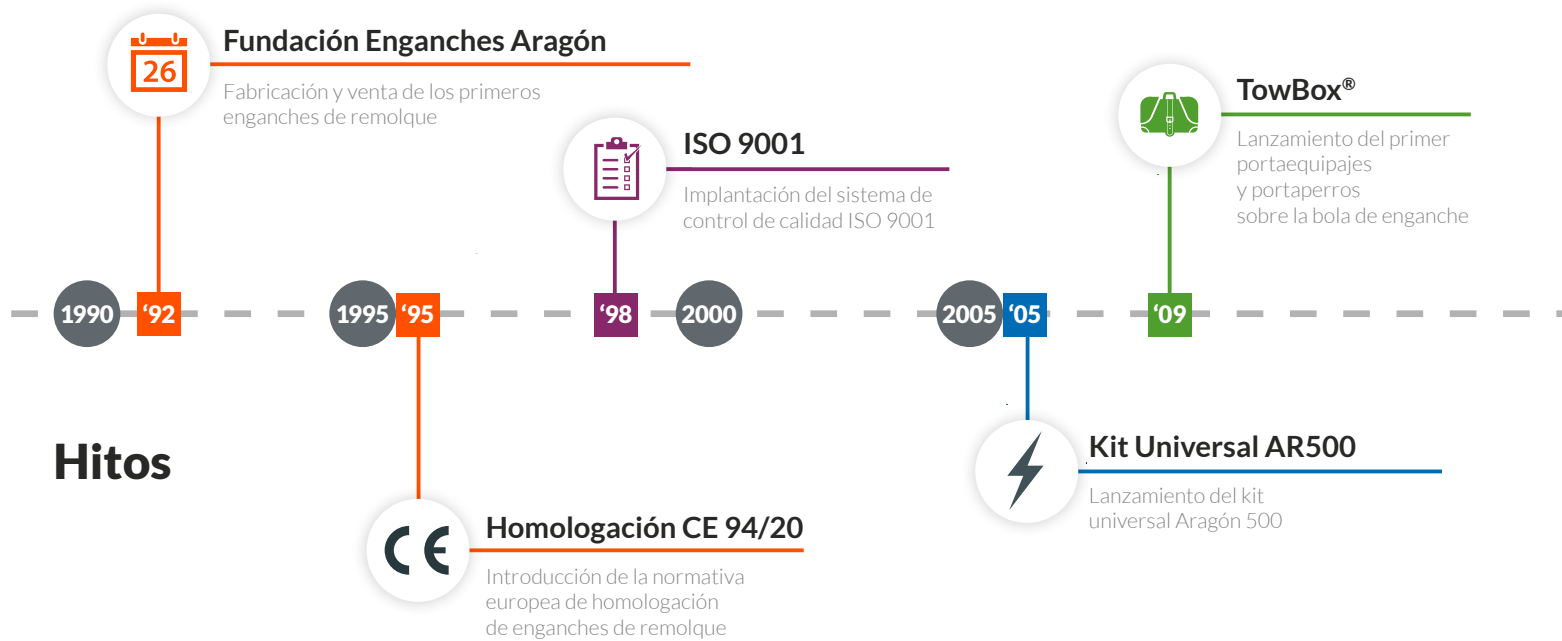 26
Fundación Enganches Aragón
Fabricación y venta de los primeros
enganches de remolque
ISO 9001
Implantación del sistema de
control de calidad ISO 9001
TowBox®
Lanzamiento del primer
portaequipajes
y portaperros
sobre la bola de enganche
1990 ‘92 1995 ‘95 ‘98 2000 2005 ‘05 ‘09
Hitos
CE
Homologación CE 94/20
Introducción de la normativa
europea de homologación
de enganches de remolque
Kit Universal AR500
Lanzamiento del kit
universal Aragón 500